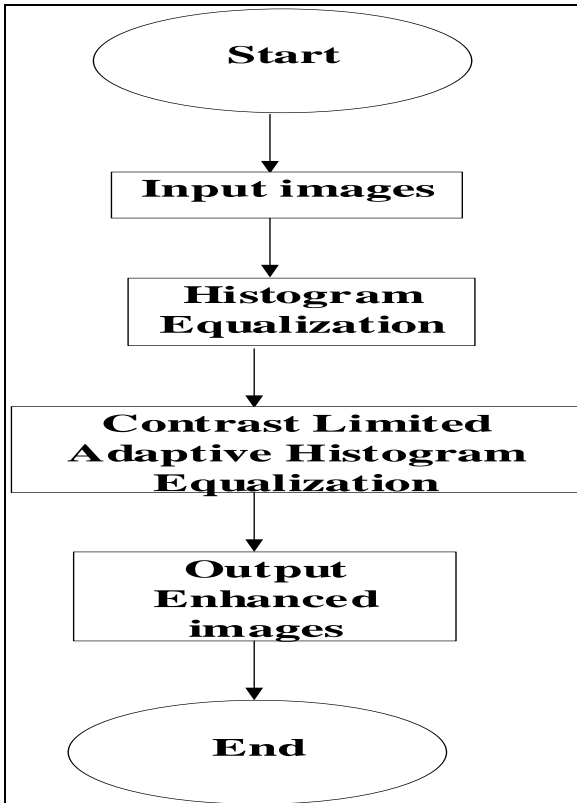 Start
Input images
Histogram
Equalization
Contrast Limited
Adaptive Histogram
Equalization
Output
Enhanced
images
End